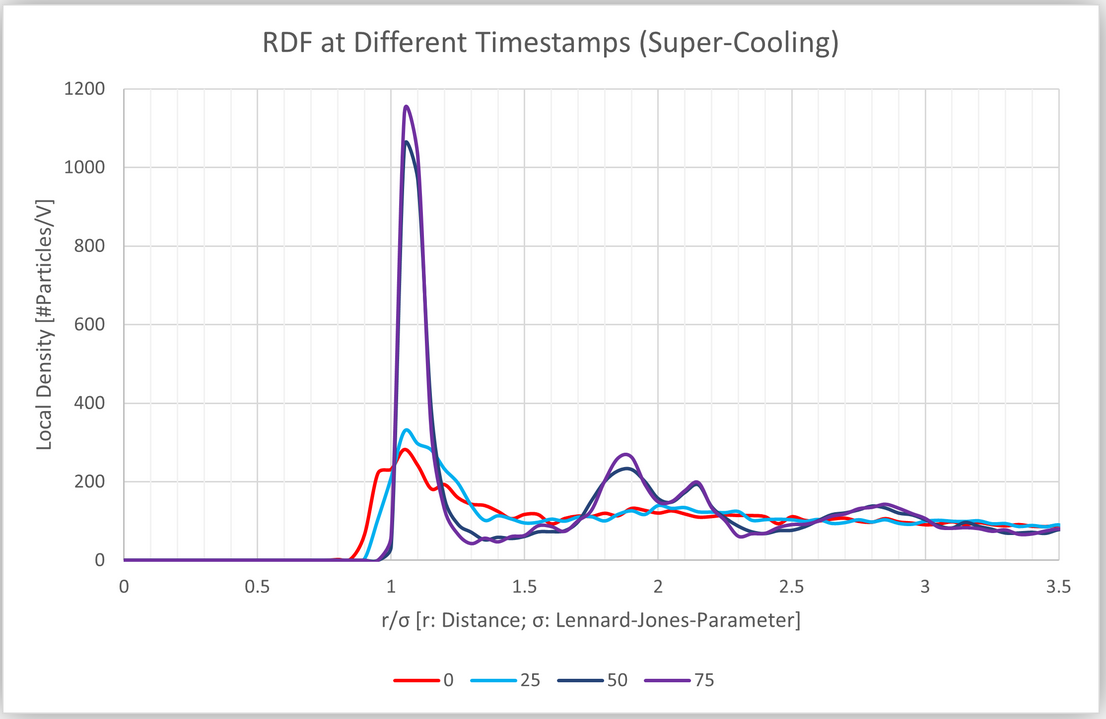 RDF at Different Timestamps (Super-Cooling)
Local Density [#Particles/V]
1200
1000
800
600
400
200
0
0 0.5 1 1.5 2 2.5 3 3.5
r/σ [r: Distance; σ: Lennard-Jones-Parameter]
0 25 50 75